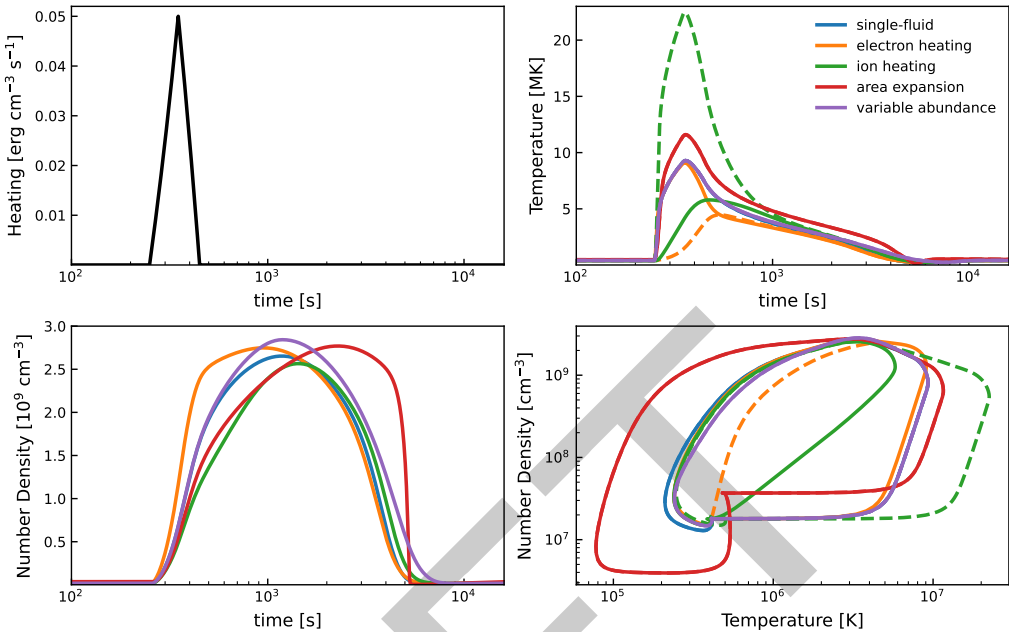 Heating [erg cm⁻³ s⁻¹]
0.05
0.04
0.03
0.02
0.01
10² 10³ 10⁴
time [s]
Temperature [MK]
20
15
10
5
single-fluid
electron heating
ion heating
area expansion
variable abundance
10² 10³ 10⁴
time [s]
Number Density [10⁹ cm⁻³]
3.0
2.5
2.0
1.5
1.0
0.5
10² 10³ 10⁴
time [s]
Number Density [cm⁻³]
10⁹
10⁸
10⁷
10⁵ 10⁶ 10⁷
Temperature [K]